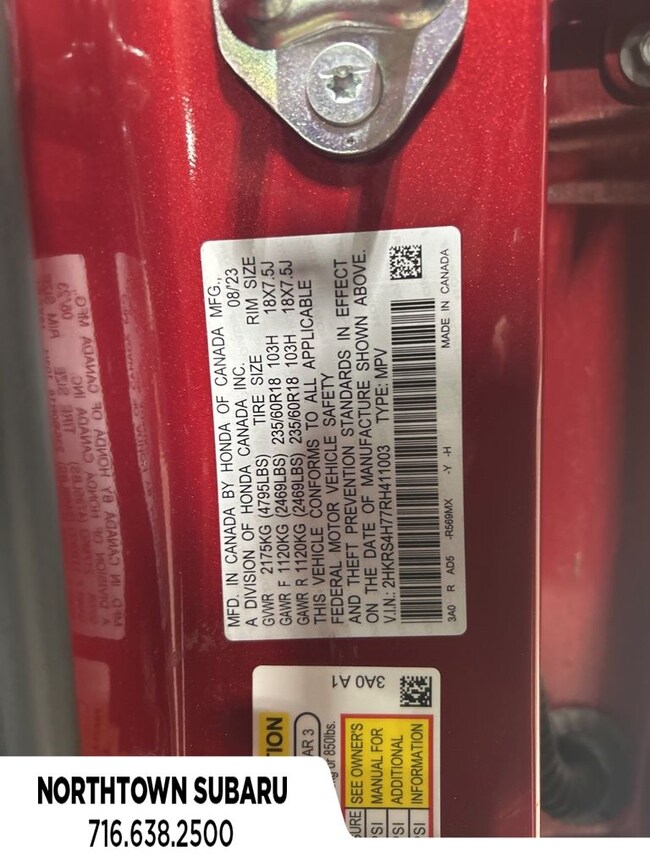 MFD. IN CANADA BY HONDA OF CANADA MFG.,
A DIVISION OF HONDA CANADA INC. 08/'23
GVWR 2175KG (4795LBS) TIRE SIZE RIM SIZE
GAWR F 1120KG (2469LBS) 235/60R18 103H 18X7.5J
GAWR R 1120KG (2469LBS) 235/60R18 103H 18X7.5J
THIS VEHICLE CONFORMS TO ALL APPLICABLE
FEDERAL MOTOR VEHICLE SAFETY
AND THEFT PREVENTION STANDARDS IN EFFECT
ON THE DATE OF MANUFACTURE SHOWN ABOVE.
V.I.N.: 2HKRS4H77RH411003 TYPE: MPV
3A0 R AD5 -R569MX -Y -H MADE IN CANADA
3A0 A1
AR 3
or 850lbs.
SEE OWNER'S
MANUAL FOR
ADDITIONAL
INFORMATION
NORTHTOWN SUBARU
716.638.2500